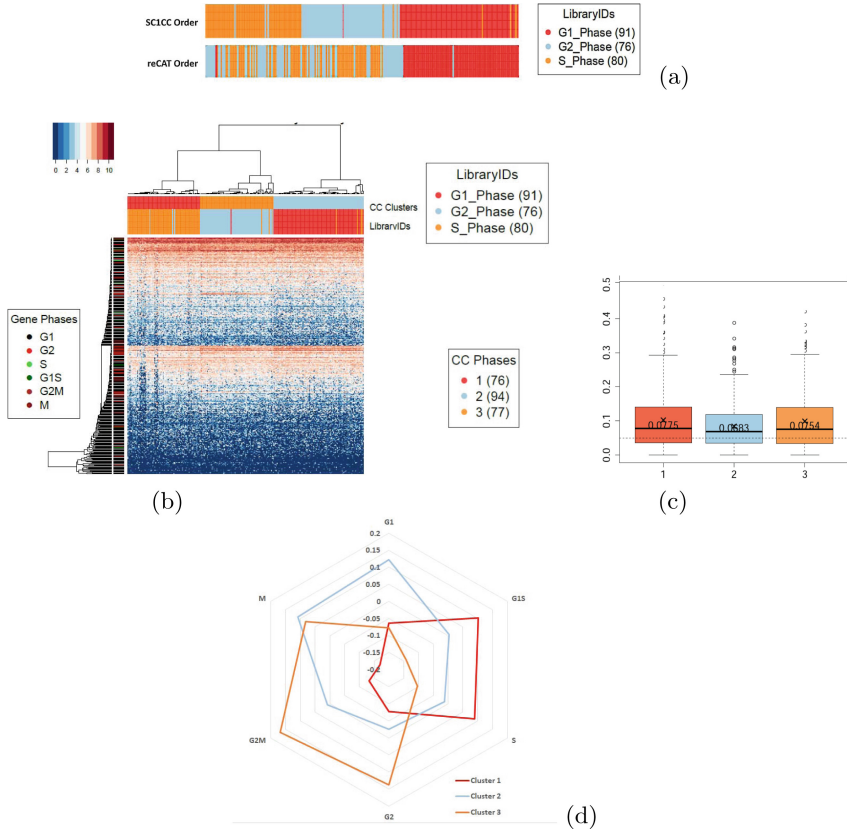 SC1CC Order
reCAT Order
LibraryIDs
G1_Phase (91)
G2_Phase (76)
S_Phase (80)
(a)
0 2 4 6 8 10
CC Clusters
LibraryIDs
LibraryIDs
G1_Phase (91)
G2_Phase (76)
S_Phase (80)
Gene Phases
G1
G2
S
G1S
G2M
M
CC Phases
1 (76)
2 (94)
3 (77)
(b)
0.5
0.4
0.3
0.2
0.1
0.0
0.0775
0.0683
0.0754
1 2 3
(c)
G1
0.2
0.15
0.1
0.05
0
-0.05
-0.1
-0.15
-0.2
M
G1S
G2M
S
G2
Cluster 1
Cluster 2
Cluster 3
(d)